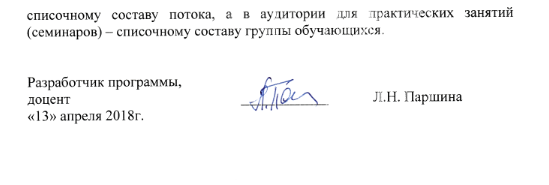 списочному составу потока, а в аудитории для практических занятий
(семинаров) – списочному составу группы обучающихся.
Разработчик программы,
доцент
Л.Н. Паршина
«13» апреля 2018г.